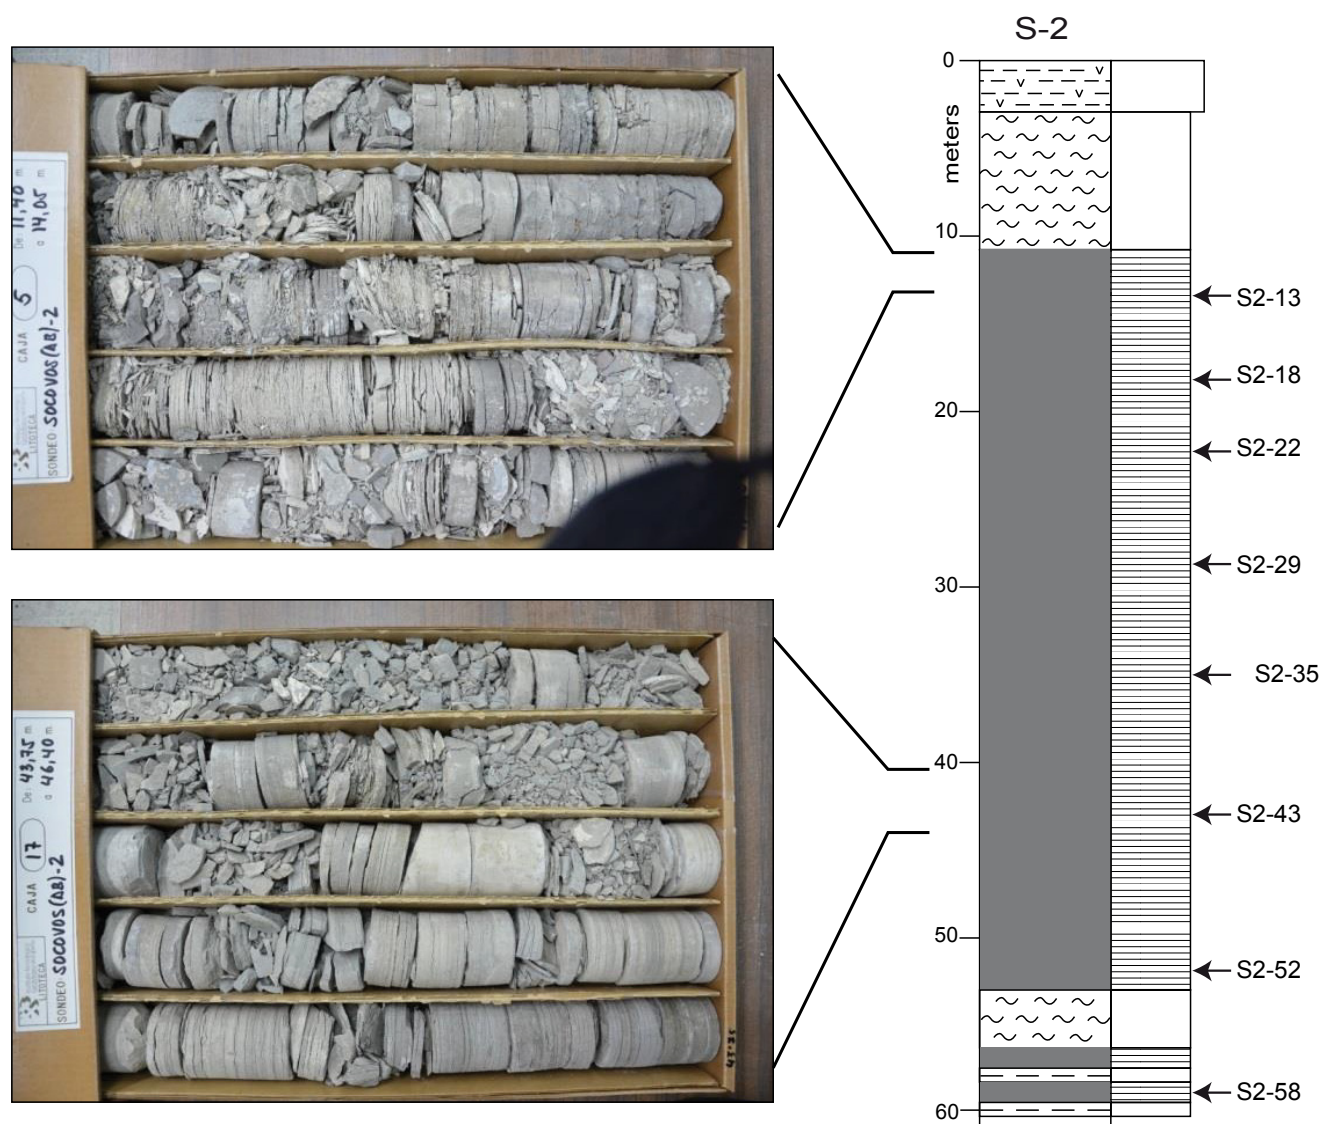 S-2
De: 11,40 m
a 14,05 m
CAJA 5
SONDEO SOCOVOS(AB)-2
LITOTECA
De: 43,75 m
a 46,40 m
CAJA 17
SONDEO SOCOVOS(AB)-2
LITOTECA
43-75
meters
0
10
20
30
40
50
60
S2-13
S2-18
S2-22
S2-29
S2-35
S2-43
S2-52
S2-58